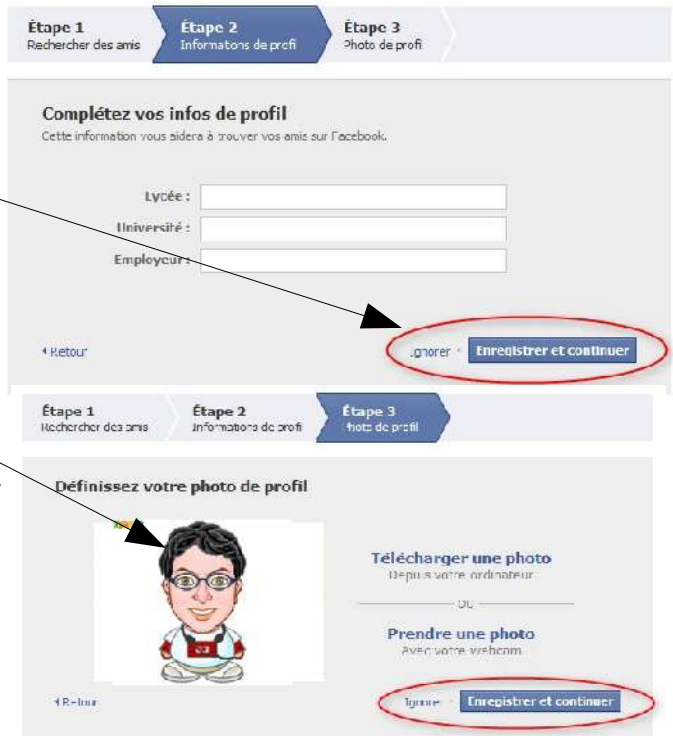 Étape 1 Étape 2 Étape 3
Rechercher des amis Informations de profil Photo de profil
Complétez vos infos de profil
Cette information vous aidera à trouver vos amis sur Facebook.
Lycée :
Université :
Employeur :
Retour Ignorer · Enregistrer et continuer
Étape 1 Étape 2 Étape 3
Rechercher des amis Informations de profil Photo de profil
Définissez votre photo de profil
Télécharger une photo
Depuis votre ordinateur
OU
Prendre une photo
Avec votre webcam
Retour Ignorer · Enregistrer et continuer